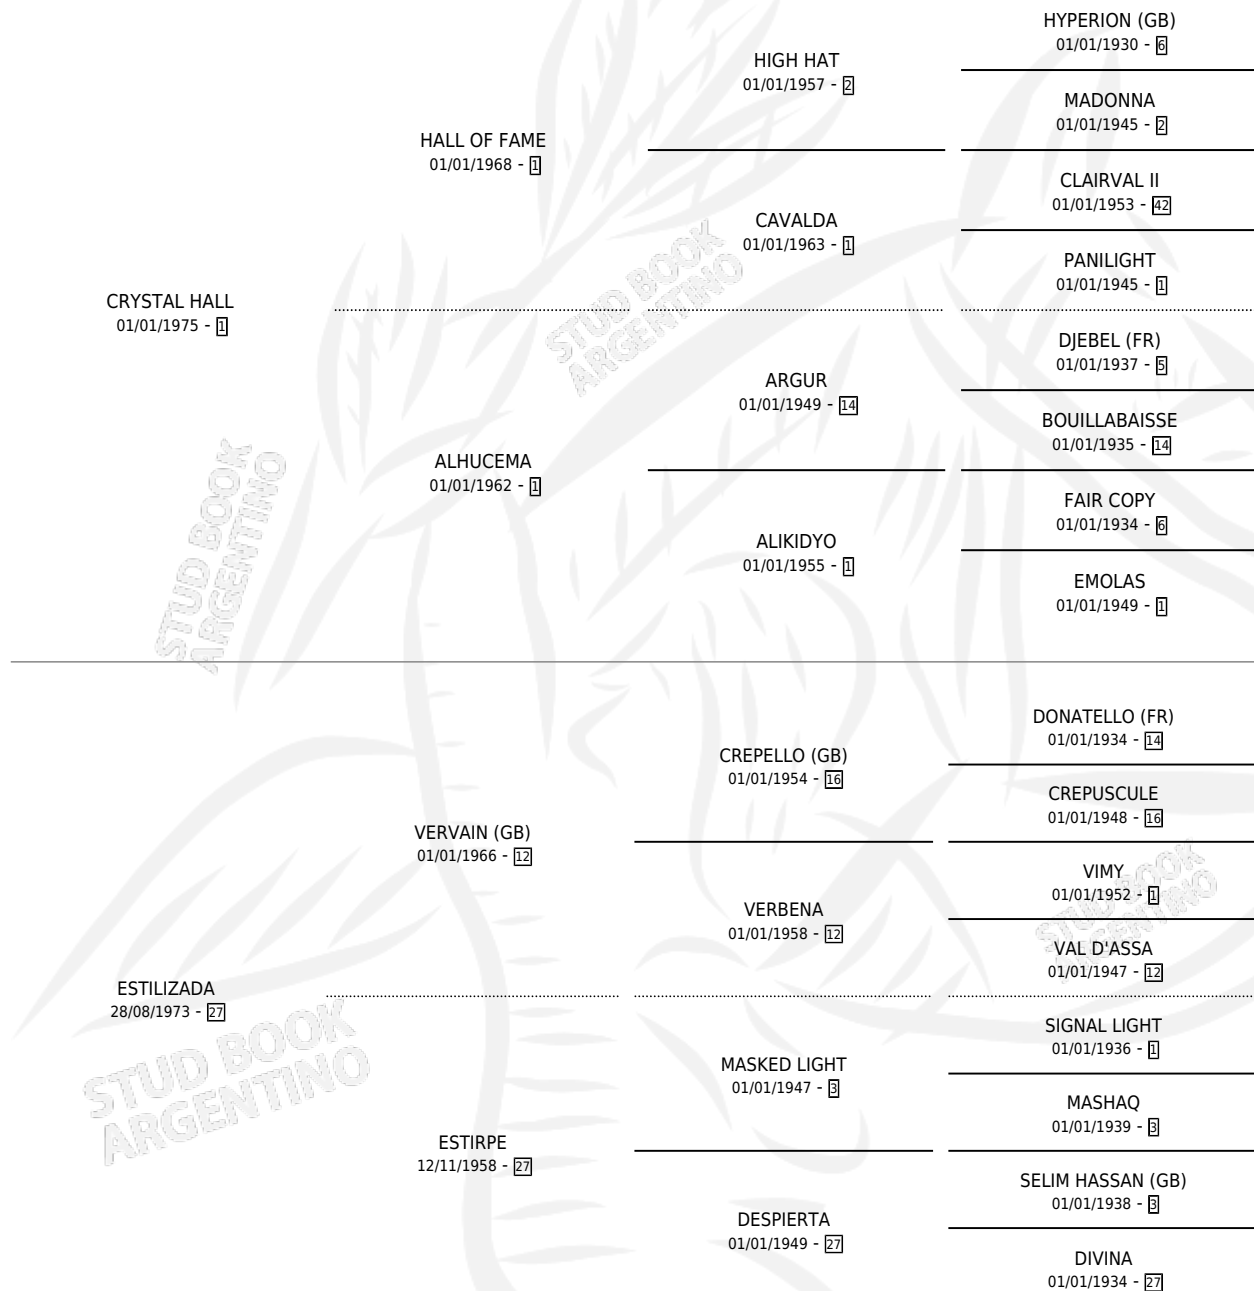 HYPERION (GB)
01/01/1930 - 6
HIGH HAT
01/01/1957 - 2
MADONNA
01/01/1945 - 2
HALL OF FAME
01/01/1968 - 1
CLAIRVAL II
01/01/1953 - 42
CAVALDA
01/01/1963 - 1
PANILIGHT
01/01/1945 - 1
CRYSTAL HALL
01/01/1975 - 1
DJEBEL (FR)
01/01/1937 - 5
ARGUR
01/01/1949 - 14
BOUILLABAISSE
01/01/1935 - 14
ALHUCEMA
01/01/1962 - 1
FAIR COPY
01/01/1934 - 6
ALIKIDYO
01/01/1955 - 1
EMOLAS
01/01/1949 - 1
DONATELLO (FR)
01/01/1934 - 14
CREPELLO (GB)
01/01/1954 - 16
CREPUSCULE
01/01/1948 - 16
VERVAIN (GB)
01/01/1966 - 12
VIMY
01/01/1952 - 1
VERBENA
01/01/1958 - 12
VAL D'ASSA
01/01/1947 - 12
ESTILIZADA
28/08/1973 - 27
SIGNAL LIGHT
01/01/1936 - 1
MASKED LIGHT
01/01/1947 - 3
MASHAQ
01/01/1939 - 3
ESTIRPE
12/11/1958 - 27
SELIM HASSAN (GB)
01/01/1938 - 3
DESPIERTA
01/01/1949 - 27
DIVINA
01/01/1934 - 27
STUD BOOK
ARGENTINO
STUD BOOK
ARGENTINO
STUD BOOK
ARGENTINO
STUD BOOK
ARGENTINO